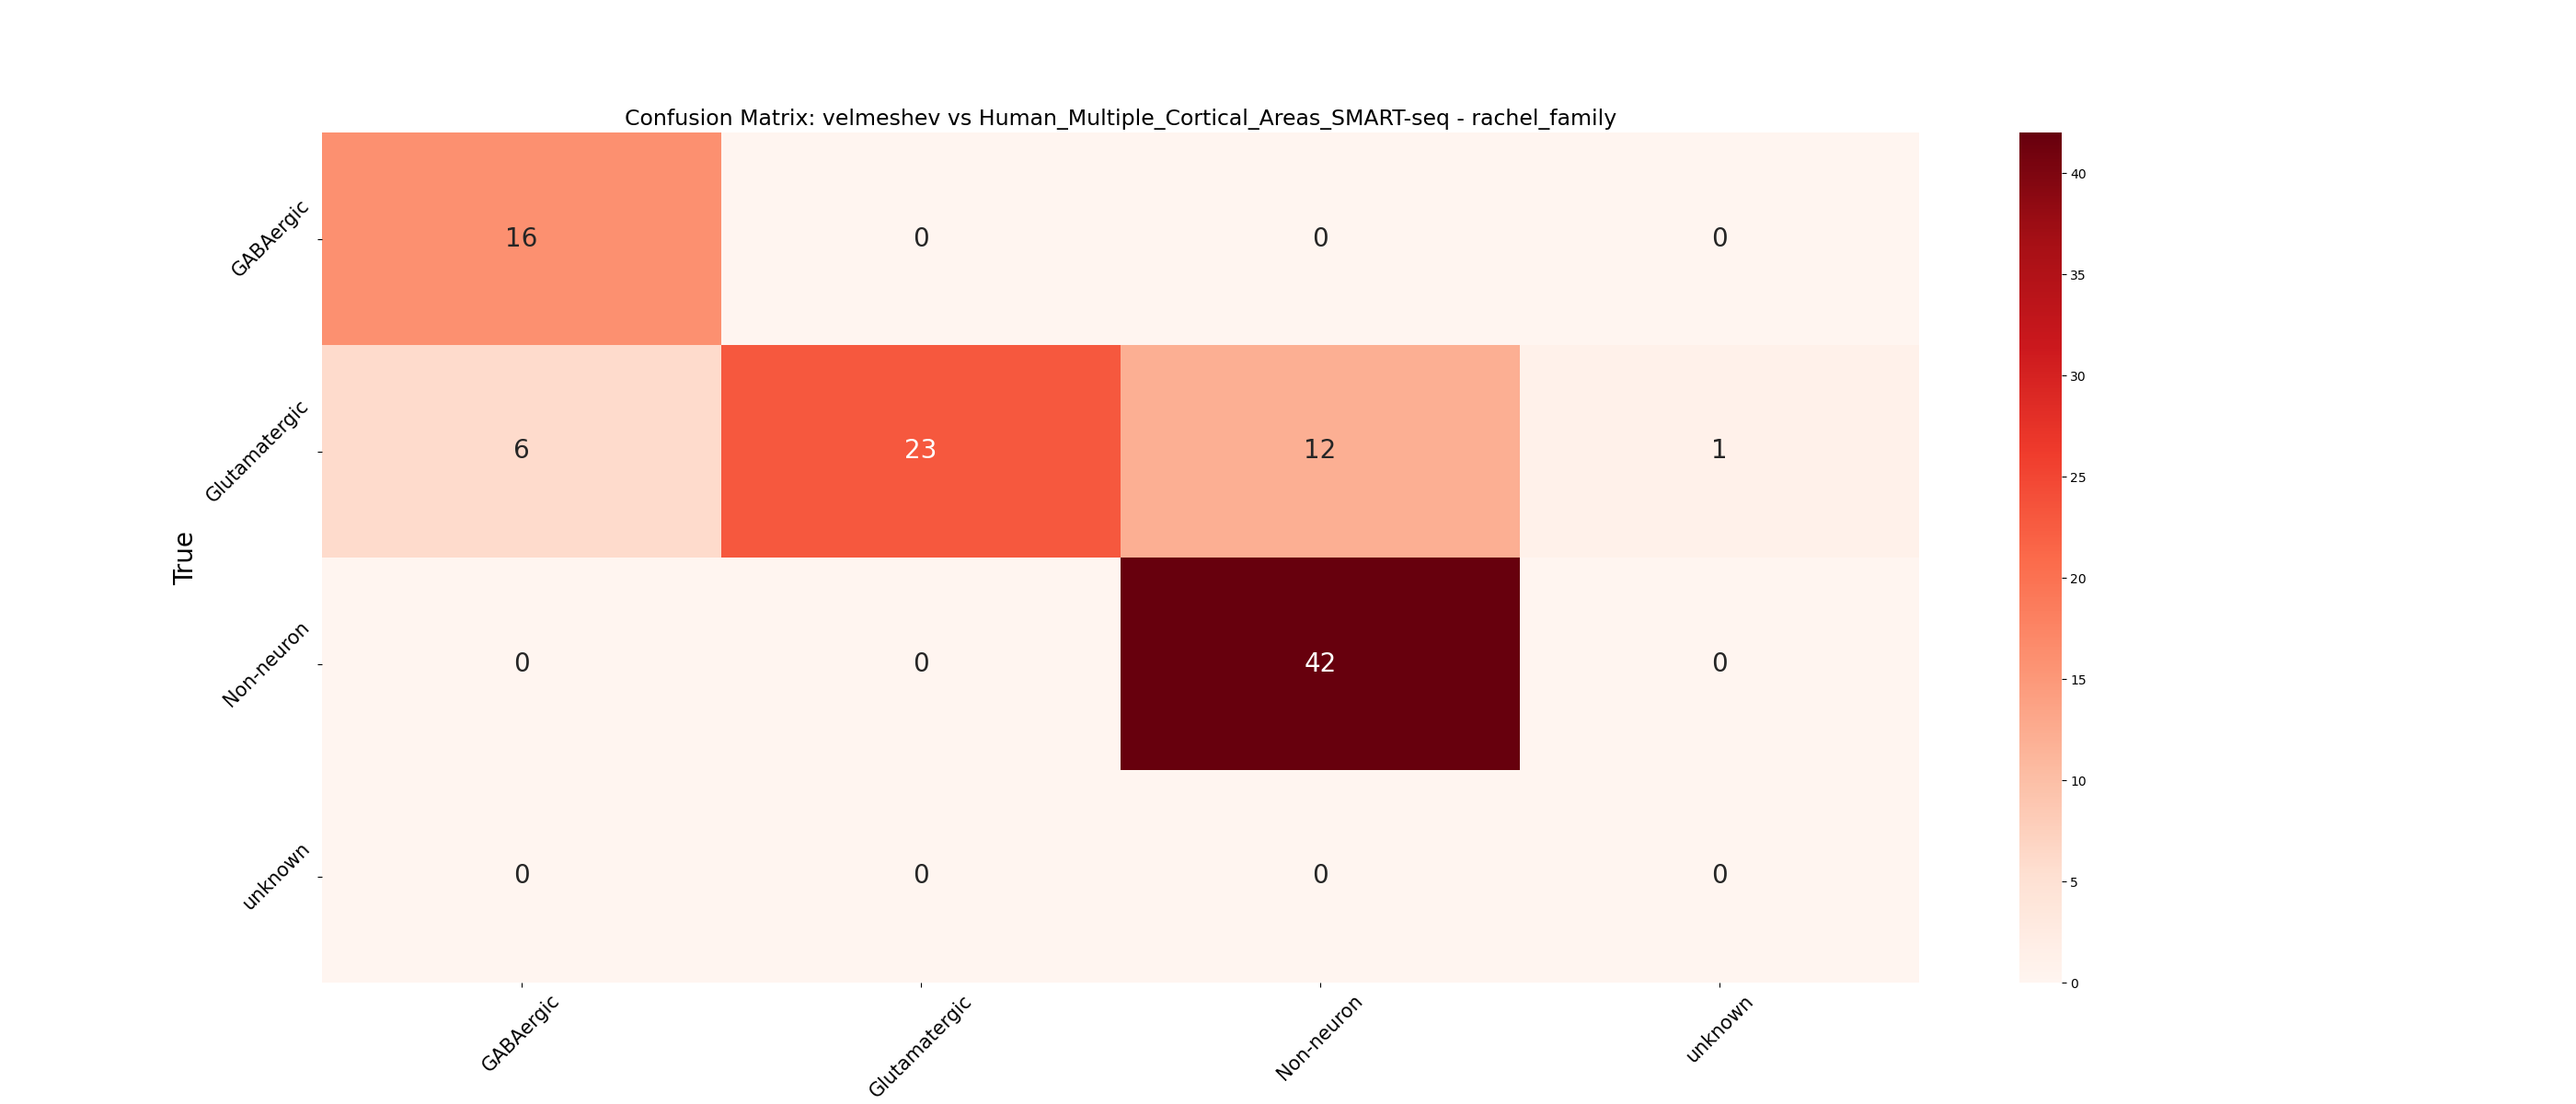 Confusion Matrix: velmeshev vs Human_Multiple_Cortical_Areas_SMART-seq - rachel_family
True
GABAergic
16 0 0 0
Glutamatergic
6 23 12 1
Non-neuron
0 0 42 0
unknown
0 0 0 0
GABAergic Glutamatergic Non-neuron unknown
40
35
30
25
20
15
10
5
0